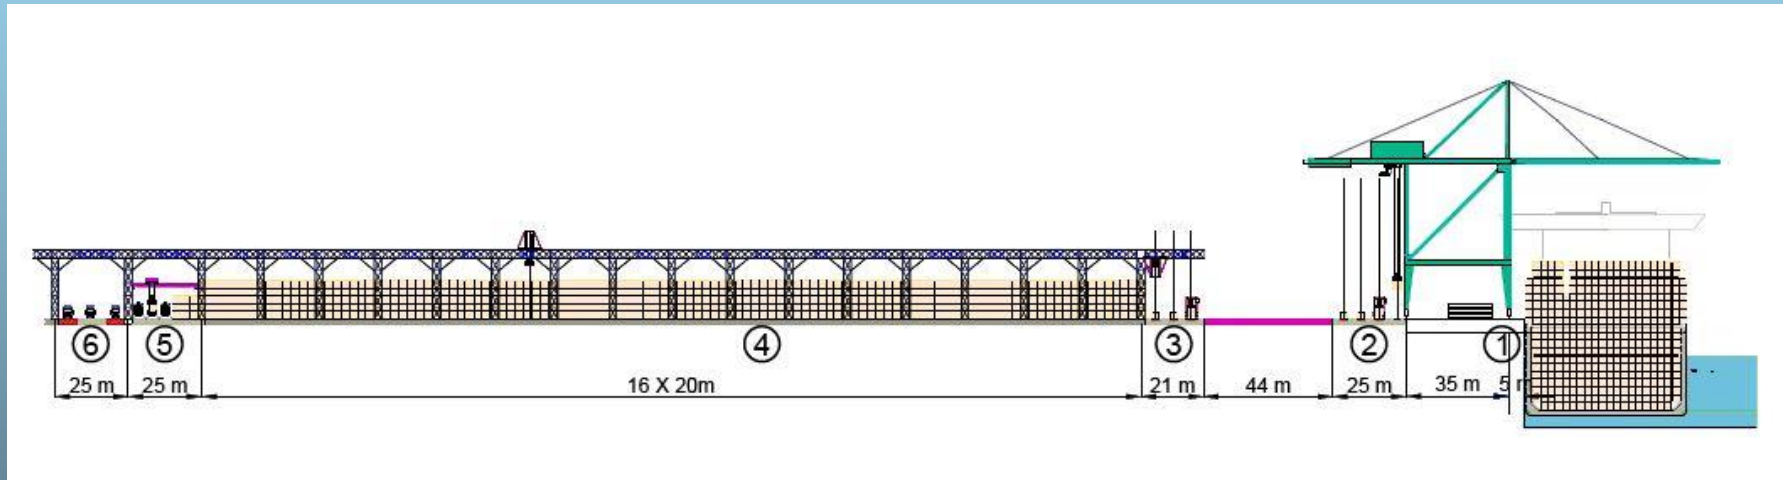 ⑥ ⑤ ④ ③ ② ①
25 m 25 m 16 X 20m 21 m 44 m 25 m 35 m 5